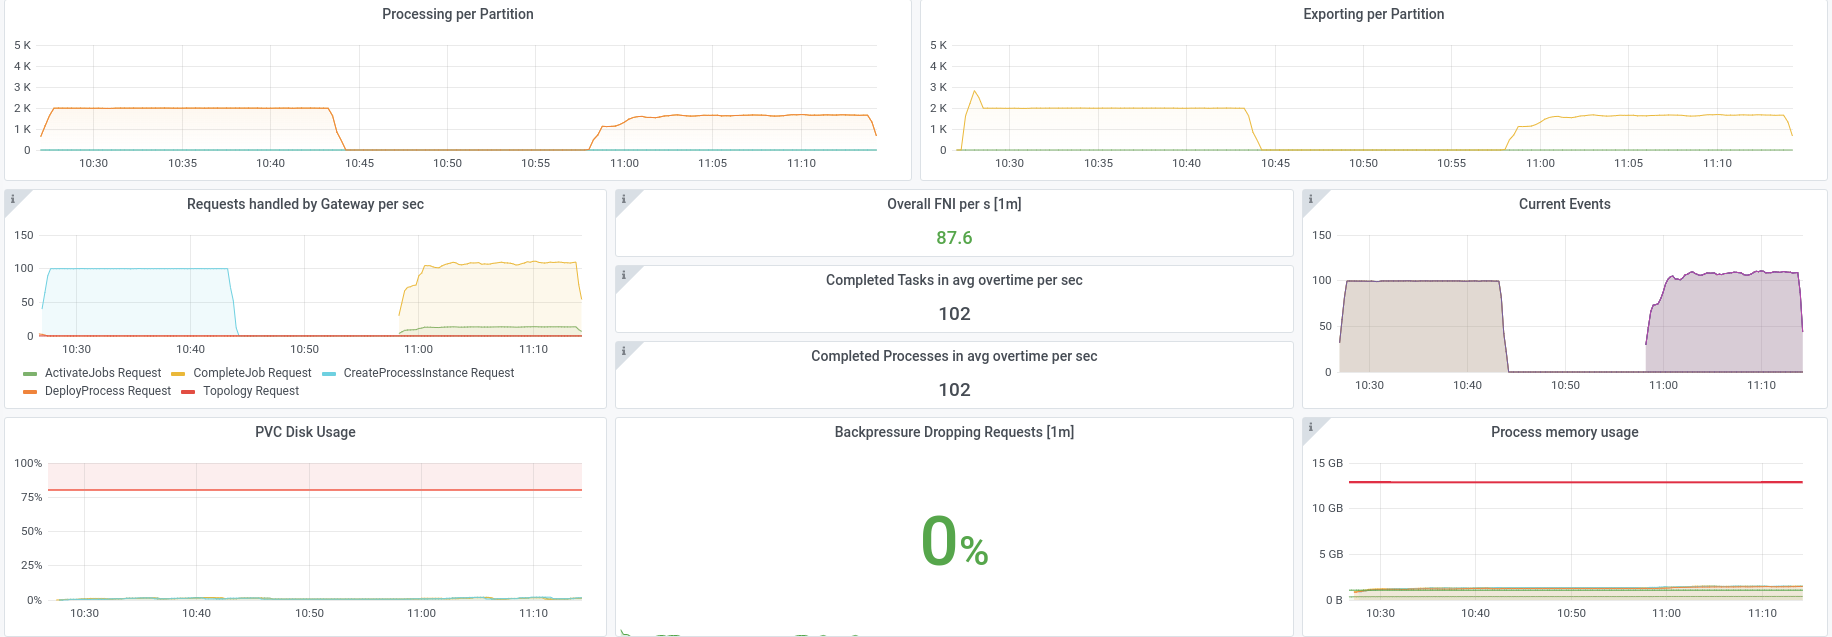 Processing per Partition
5 K
4 K
3 K
2 K
1 K
0
10:30 10:35 10:40 10:45 10:50 10:55 11:00 11:05 11:10
Exporting per Partition
5 K
4 K
3 K
2 K
1 K
0
10:30 10:35 10:40 10:45 10:50 10:55 11:00 11:05 11:10
i
Requests handled by Gateway per sec
150
100
50
0
10:30 10:40 10:50 11:00 11:10
ActivateJobs Request CompleteJob Request CreateProcessInstance Request
DeployProcess Request Topology Request
i
Overall FNI per s [1m]
87.6
i
Completed Tasks in avg overtime per sec
102
i
Completed Processes in avg overtime per sec
102
i
Current Events
150
100
50
0
10:30 10:40 10:50 11:00 11:10
PVC Disk Usage
100%
75%
50%
25%
0%
10:30 10:40 10:50 11:00 11:10
Backpressure Dropping Requests [1m]
0%
i
Process memory usage
15 GB
10 GB
5 GB
0 B
10:30 10:40 10:50 11:00 11:10